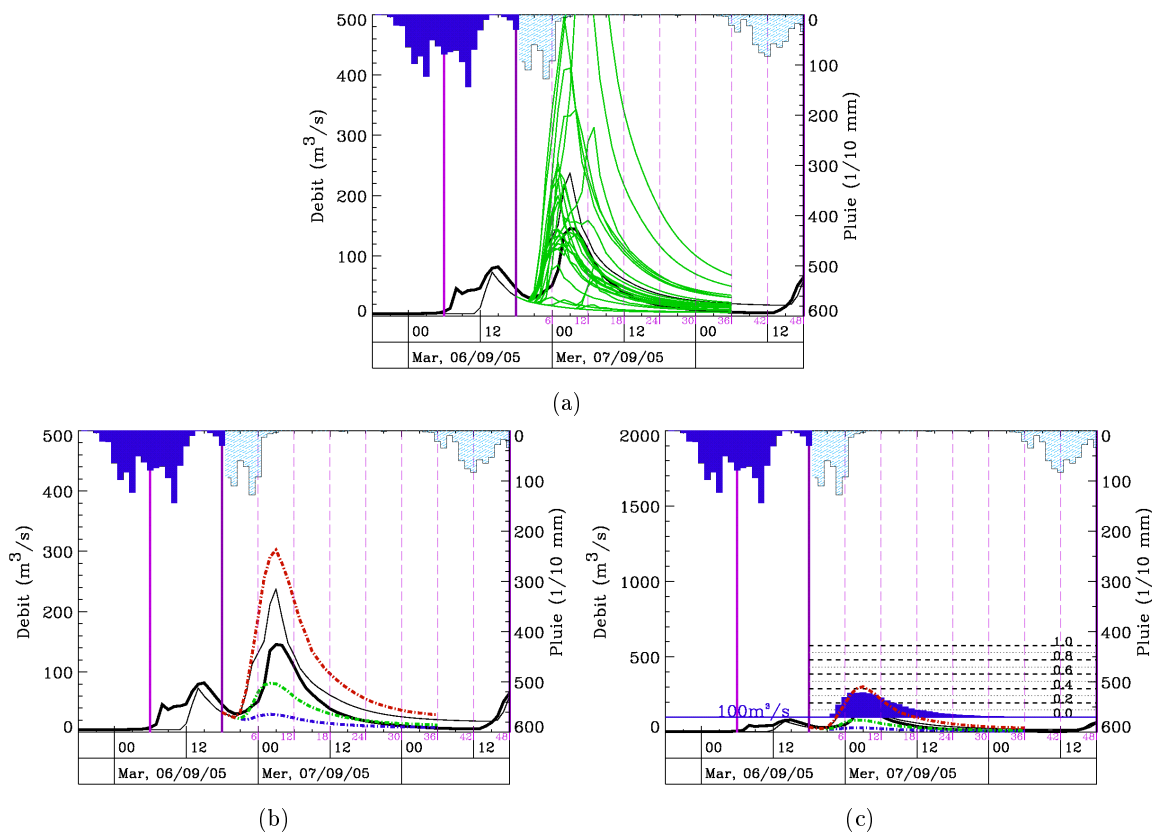 500 0
400 100
300 200
300
200 400
100 500
0 600
Debit (m³/s)
Pluie (1/10 mm)
6 12 18 24 30 36 42 48
00 12 00 12 00 12
Mar, 06/09/05 Mer, 07/09/05
(a)
500 0
400 100
300 200
300
200 400
100 500
0 600
Debit (m³/s)
Pluie (1/10 mm)
6 12 18 24 30 36 42 48
00 12 00 12 00 12
Mar, 06/09/05 Mer, 07/09/05
(b)
2000 0
1500 100
200
1000 300
500 400
500
0 600
Debit (m³/s)
Pluie (1/10 mm)
1.0
0.8
0.6
0.4
0.2
0.0
100m³/s
6 12 18 24 30 36 42 48
00 12 00 12 00 12
Mar, 06/09/05 Mer, 07/09/05
(c)